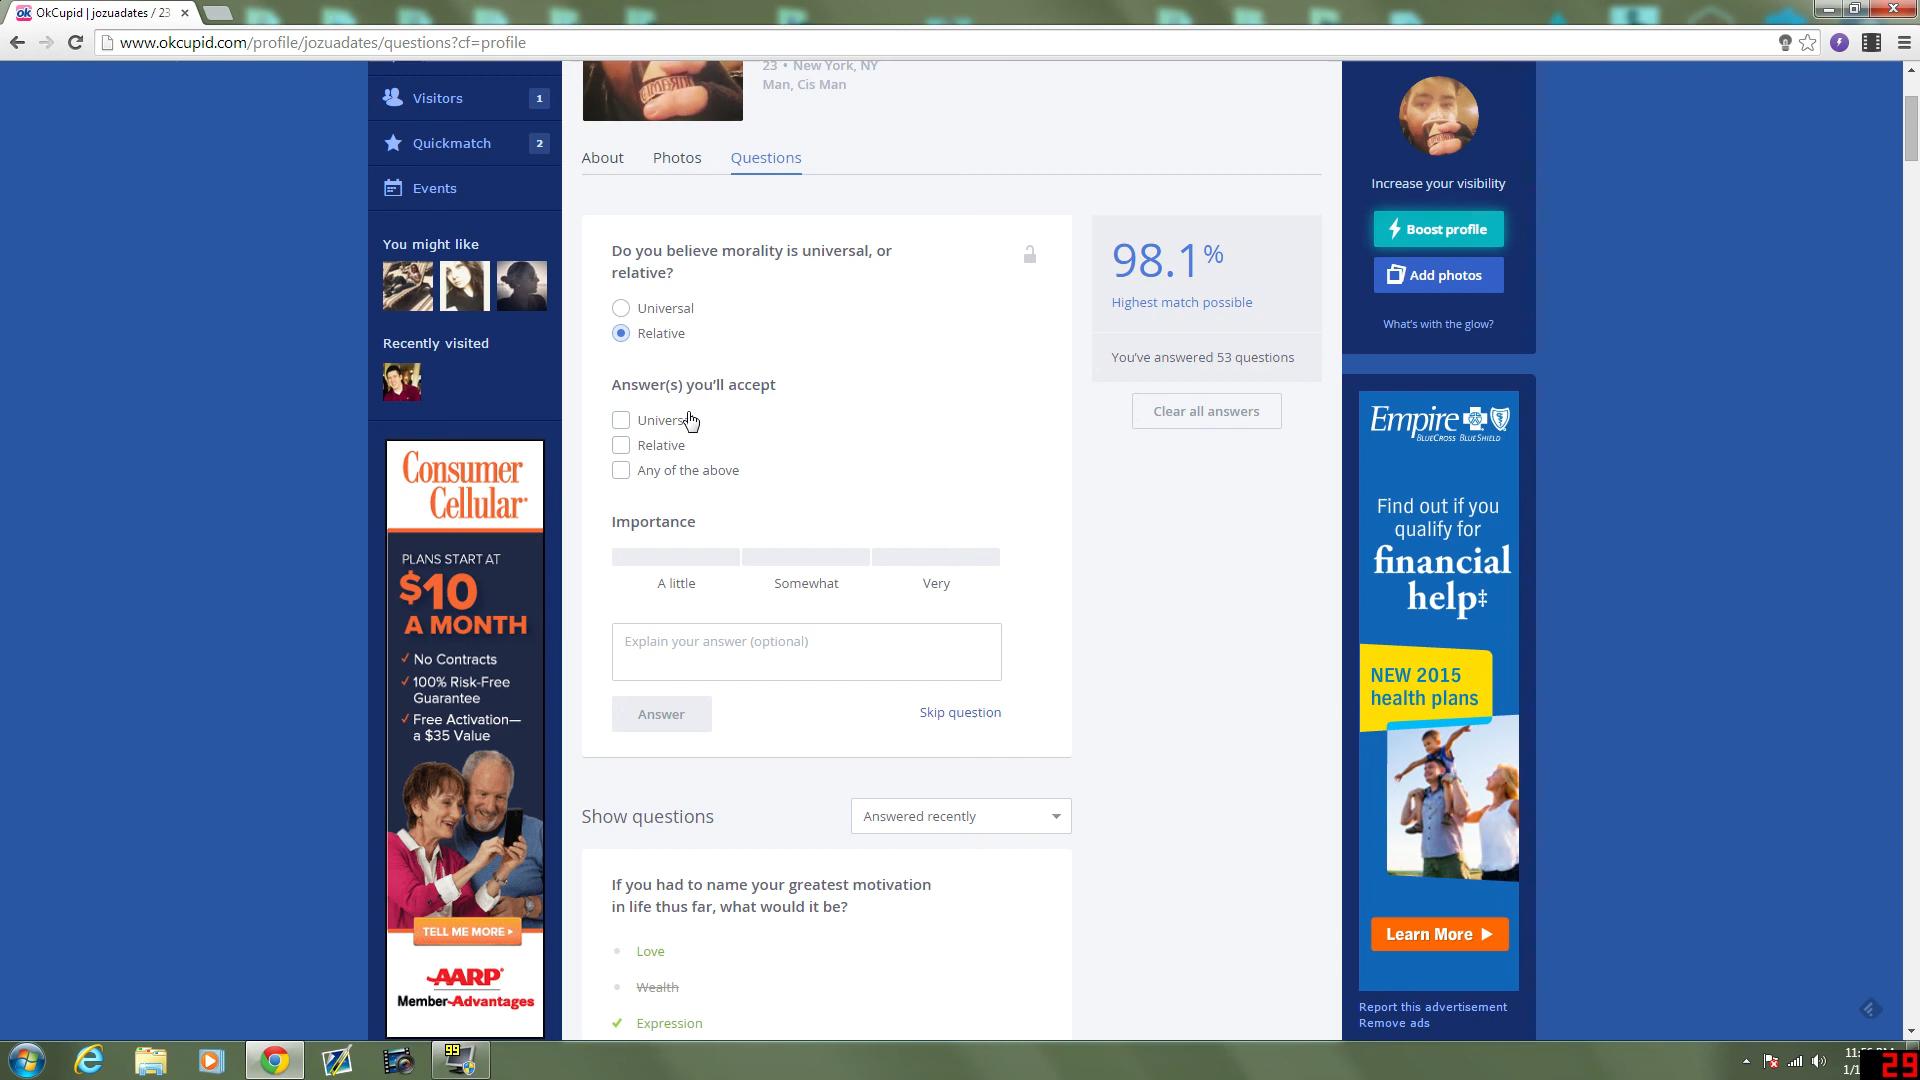 OkCupid | jozuadates / 23
www.okcupid.com/profile/jozuadates/questions?cf=profile
Visitors 1
Quickmatch 2
Events
You might like
Recently visited
Consumer
Cellular
PLANS START AT
$10
A MONTH
✓ No Contracts
✓ 100% Risk-Free
Guarantee
✓ Free Activation—
a $35 Value
TELL ME MORE ▸
AARP
Member Advantages
23 • New York, NY
Man, Cis Man
About Photos Questions
Do you believe morality is universal, or
relative?
Universal
Relative
Answer(s) you'll accept
Relative
Any of the above
Importance
A little Somewhat Very
Explain your answer (optional)
Answer Skip question
Show questions Answered recently
If you had to name your greatest motivation
in life thus far, what would it be?
Love
Wealth
Expression
98.1%
Highest match possible
You've answered 53 questions
Clear all answers
Increase your visibility
Boost profile
Add photos
What's with the glow?
Empire
BLUECROSS BLUESHIELD
Find out if you
qualify for
financial
help‡
NEW 2015
health plans
Learn More ▶
Report this advertisement
Remove ads
99
29